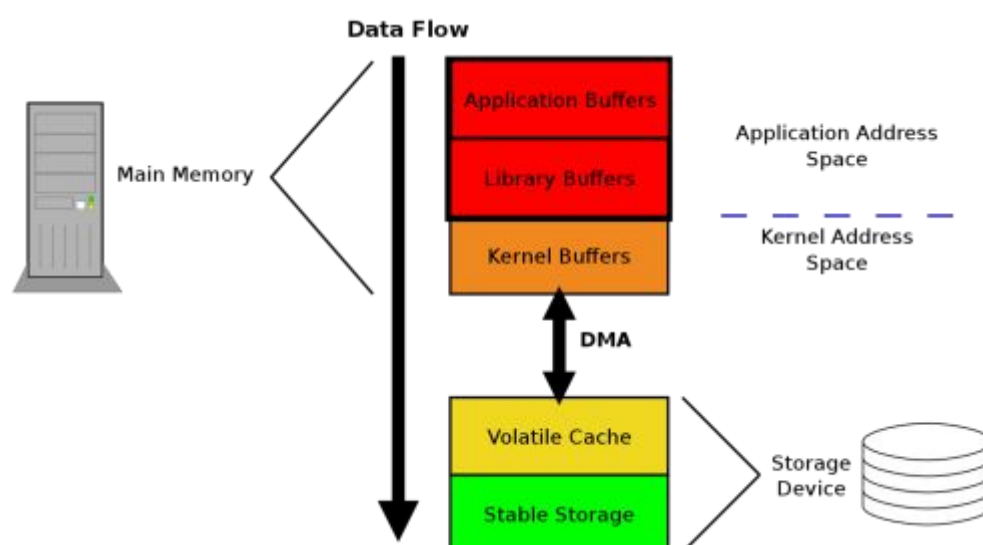 Data Flow
Application Buffers
Library Buffers
Kernel Buffers
Main Memory
Application Address
Space
Kernel Address
Space
DMA
Volatile Cache
Stable Storage
Storage
Device